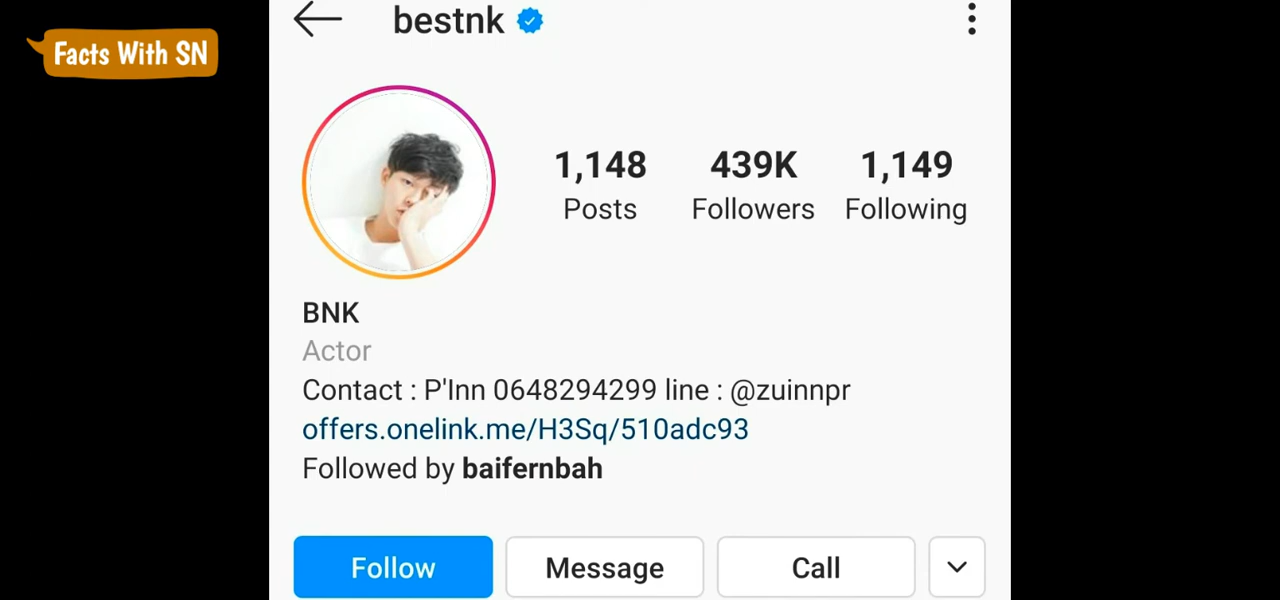 Facts With SN
bestnk
1,148 439K 1,149
Posts Followers Following
BNK
Actor
Contact : P'Inn 0648294299 line : @zuinnpr
offers.onelink.me/H3Sq/510adc93
Followed by baifernbah
Follow Message Call